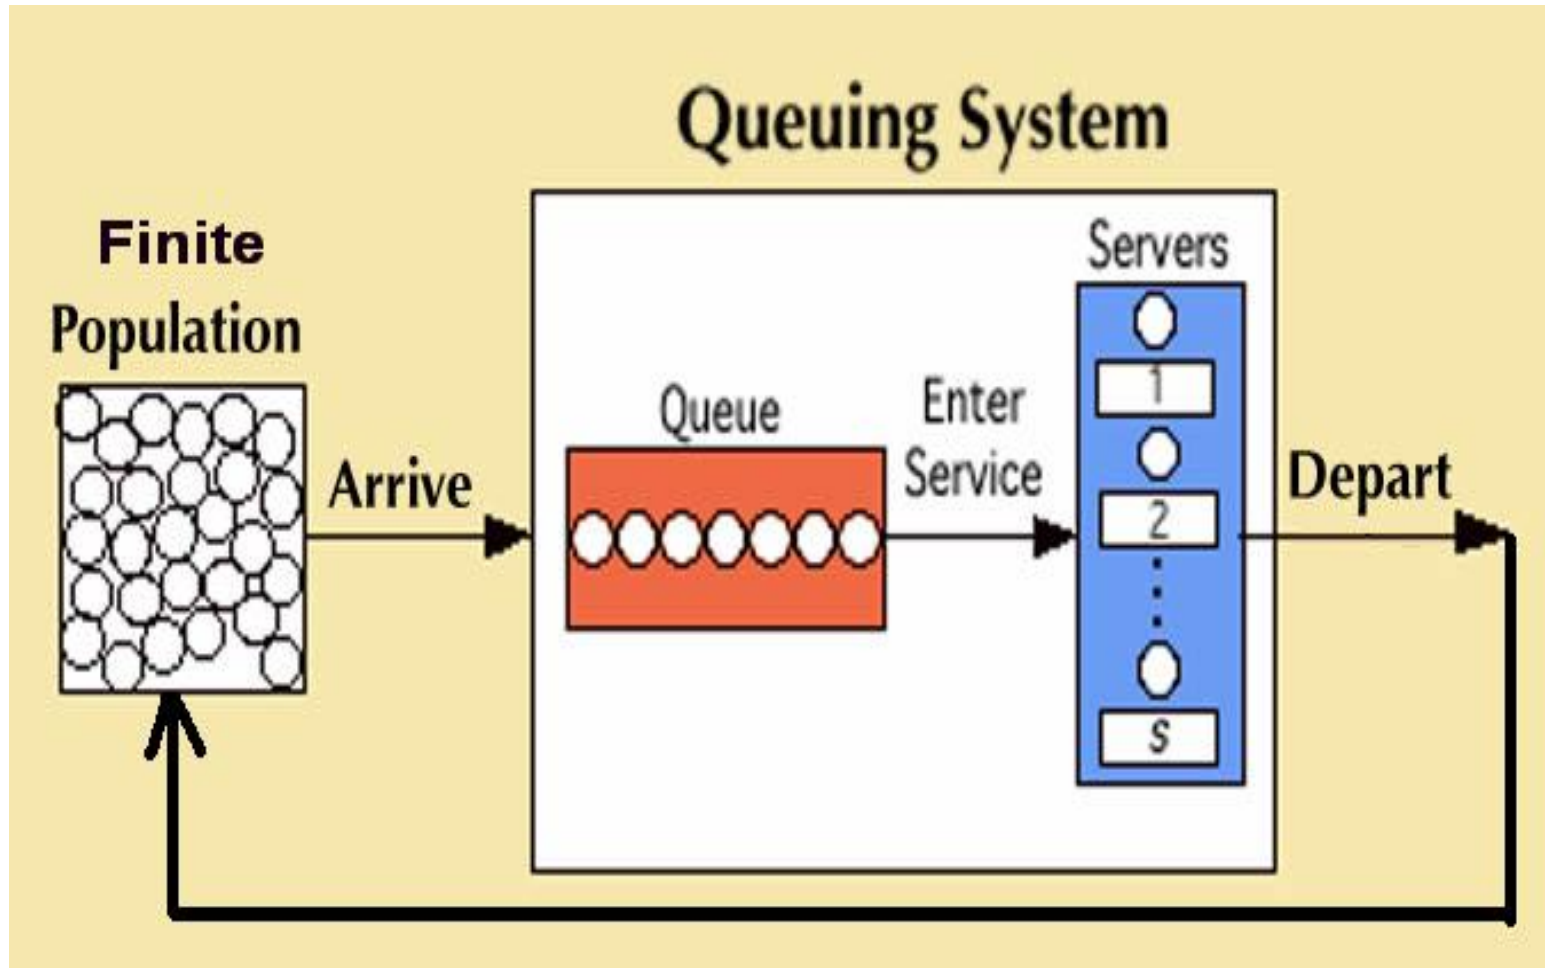 Queuing System
Finite
Population
Arrive
Queue
Enter
Service
Servers
1
2
s
Depart